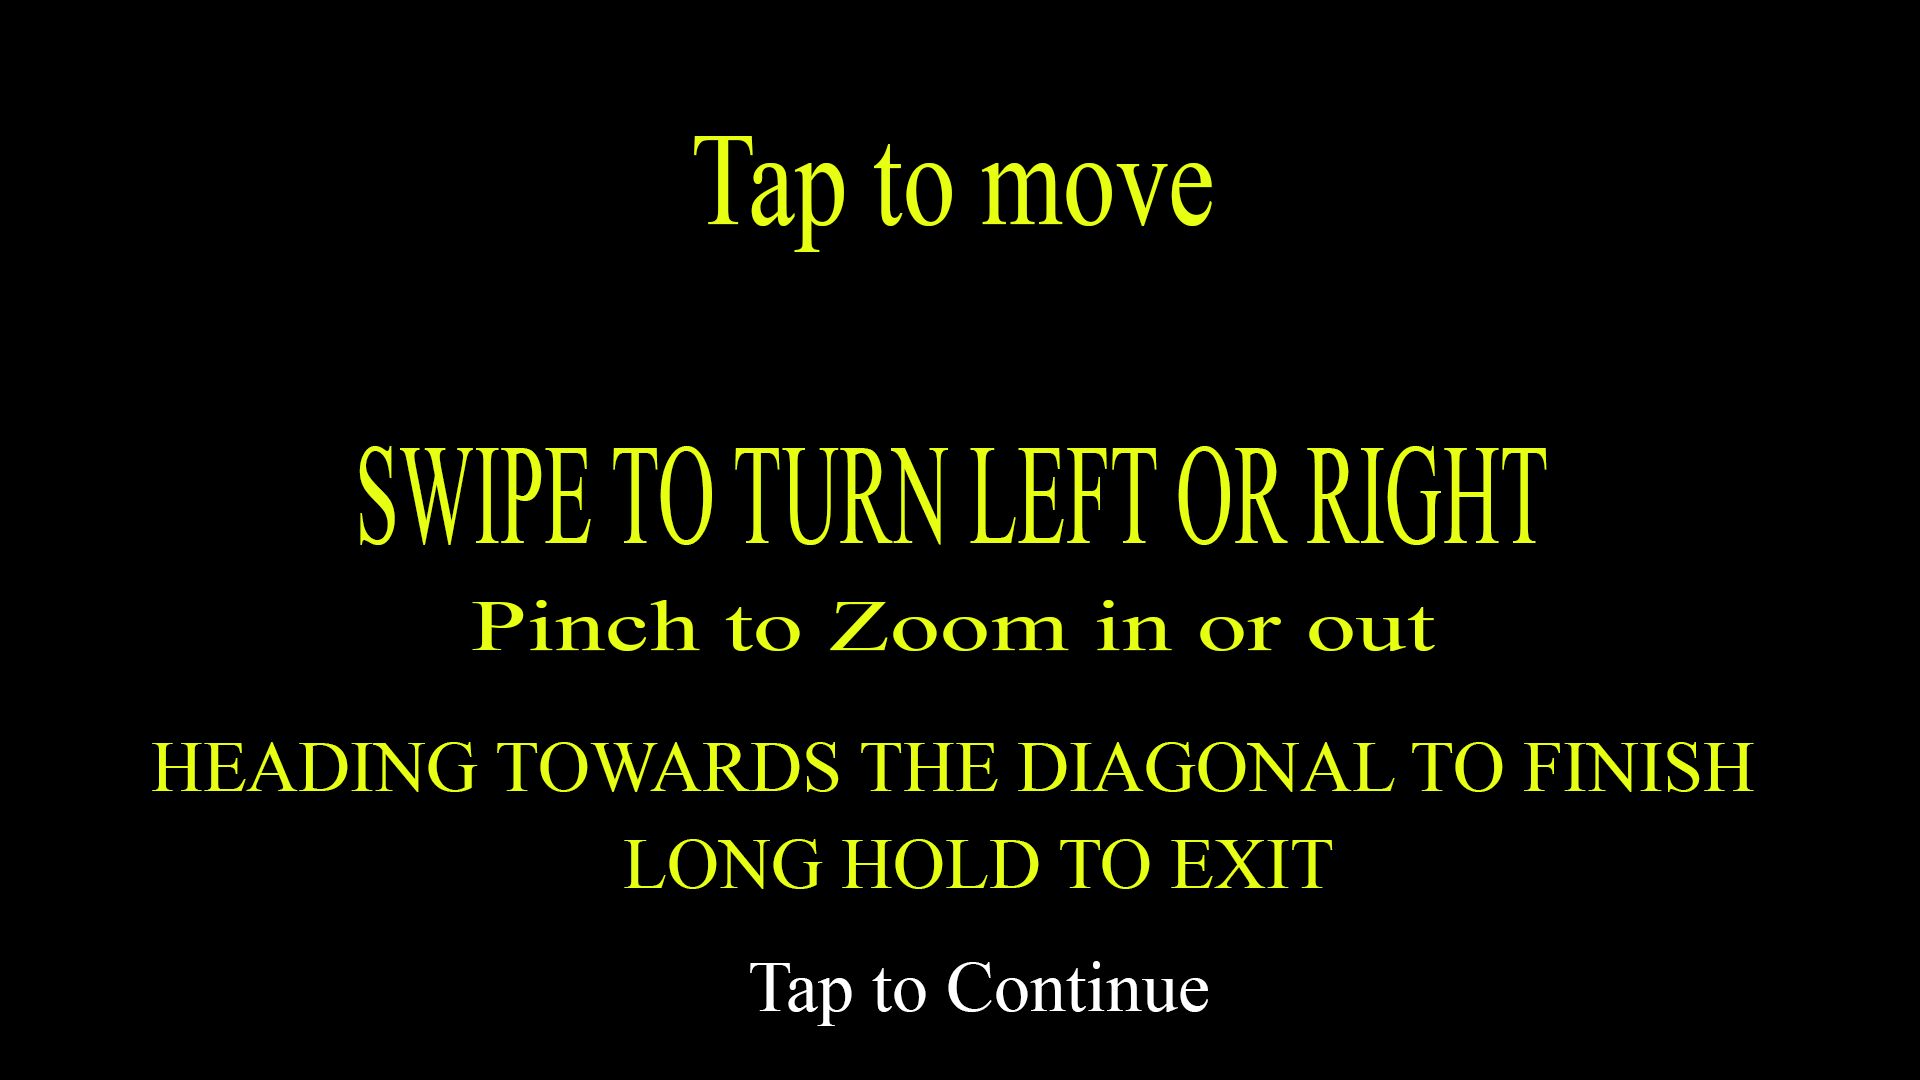 Tap to move
SWIPE TO TURN LEFT OR RIGHT
Pinch to Zoom in or out
HEADING TOWARDS THE DIAGONAL TO FINISH
LONG HOLD TO EXIT
Tap to Continue